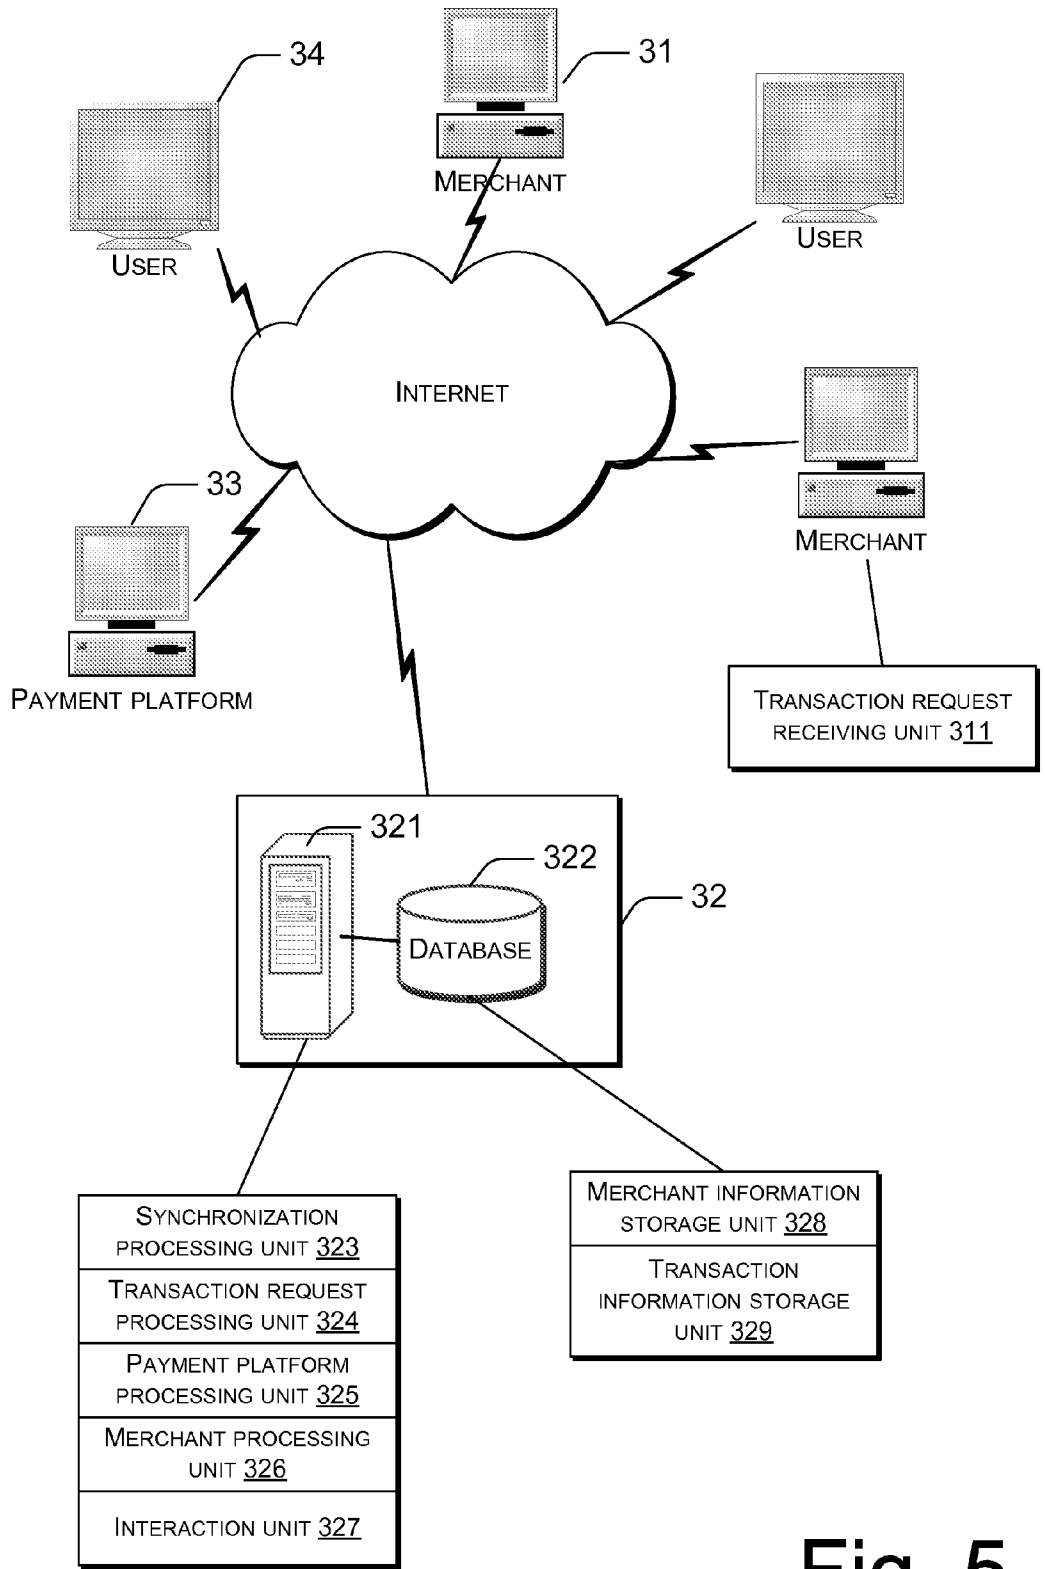 34
31
MERCHANT
USER
USER
INTERNET
33
PAYMENT PLATFORM
MERCHANT
TRANSACTION REQUEST
RECEIVING UNIT 311
321
322
32
DATABASE
SYNCHRONIZATION
PROCESSING UNIT 323
TRANSACTION REQUEST
PROCESSING UNIT 324
PAYMENT PLATFORM
PROCESSING UNIT 325
MERCHANT PROCESSING
UNIT 326
INTERACTION UNIT 327
MERCHANT INFORMATION
STORAGE UNIT 328
TRANSACTION
INFORMATION STORAGE
UNIT 329
Fig. 5